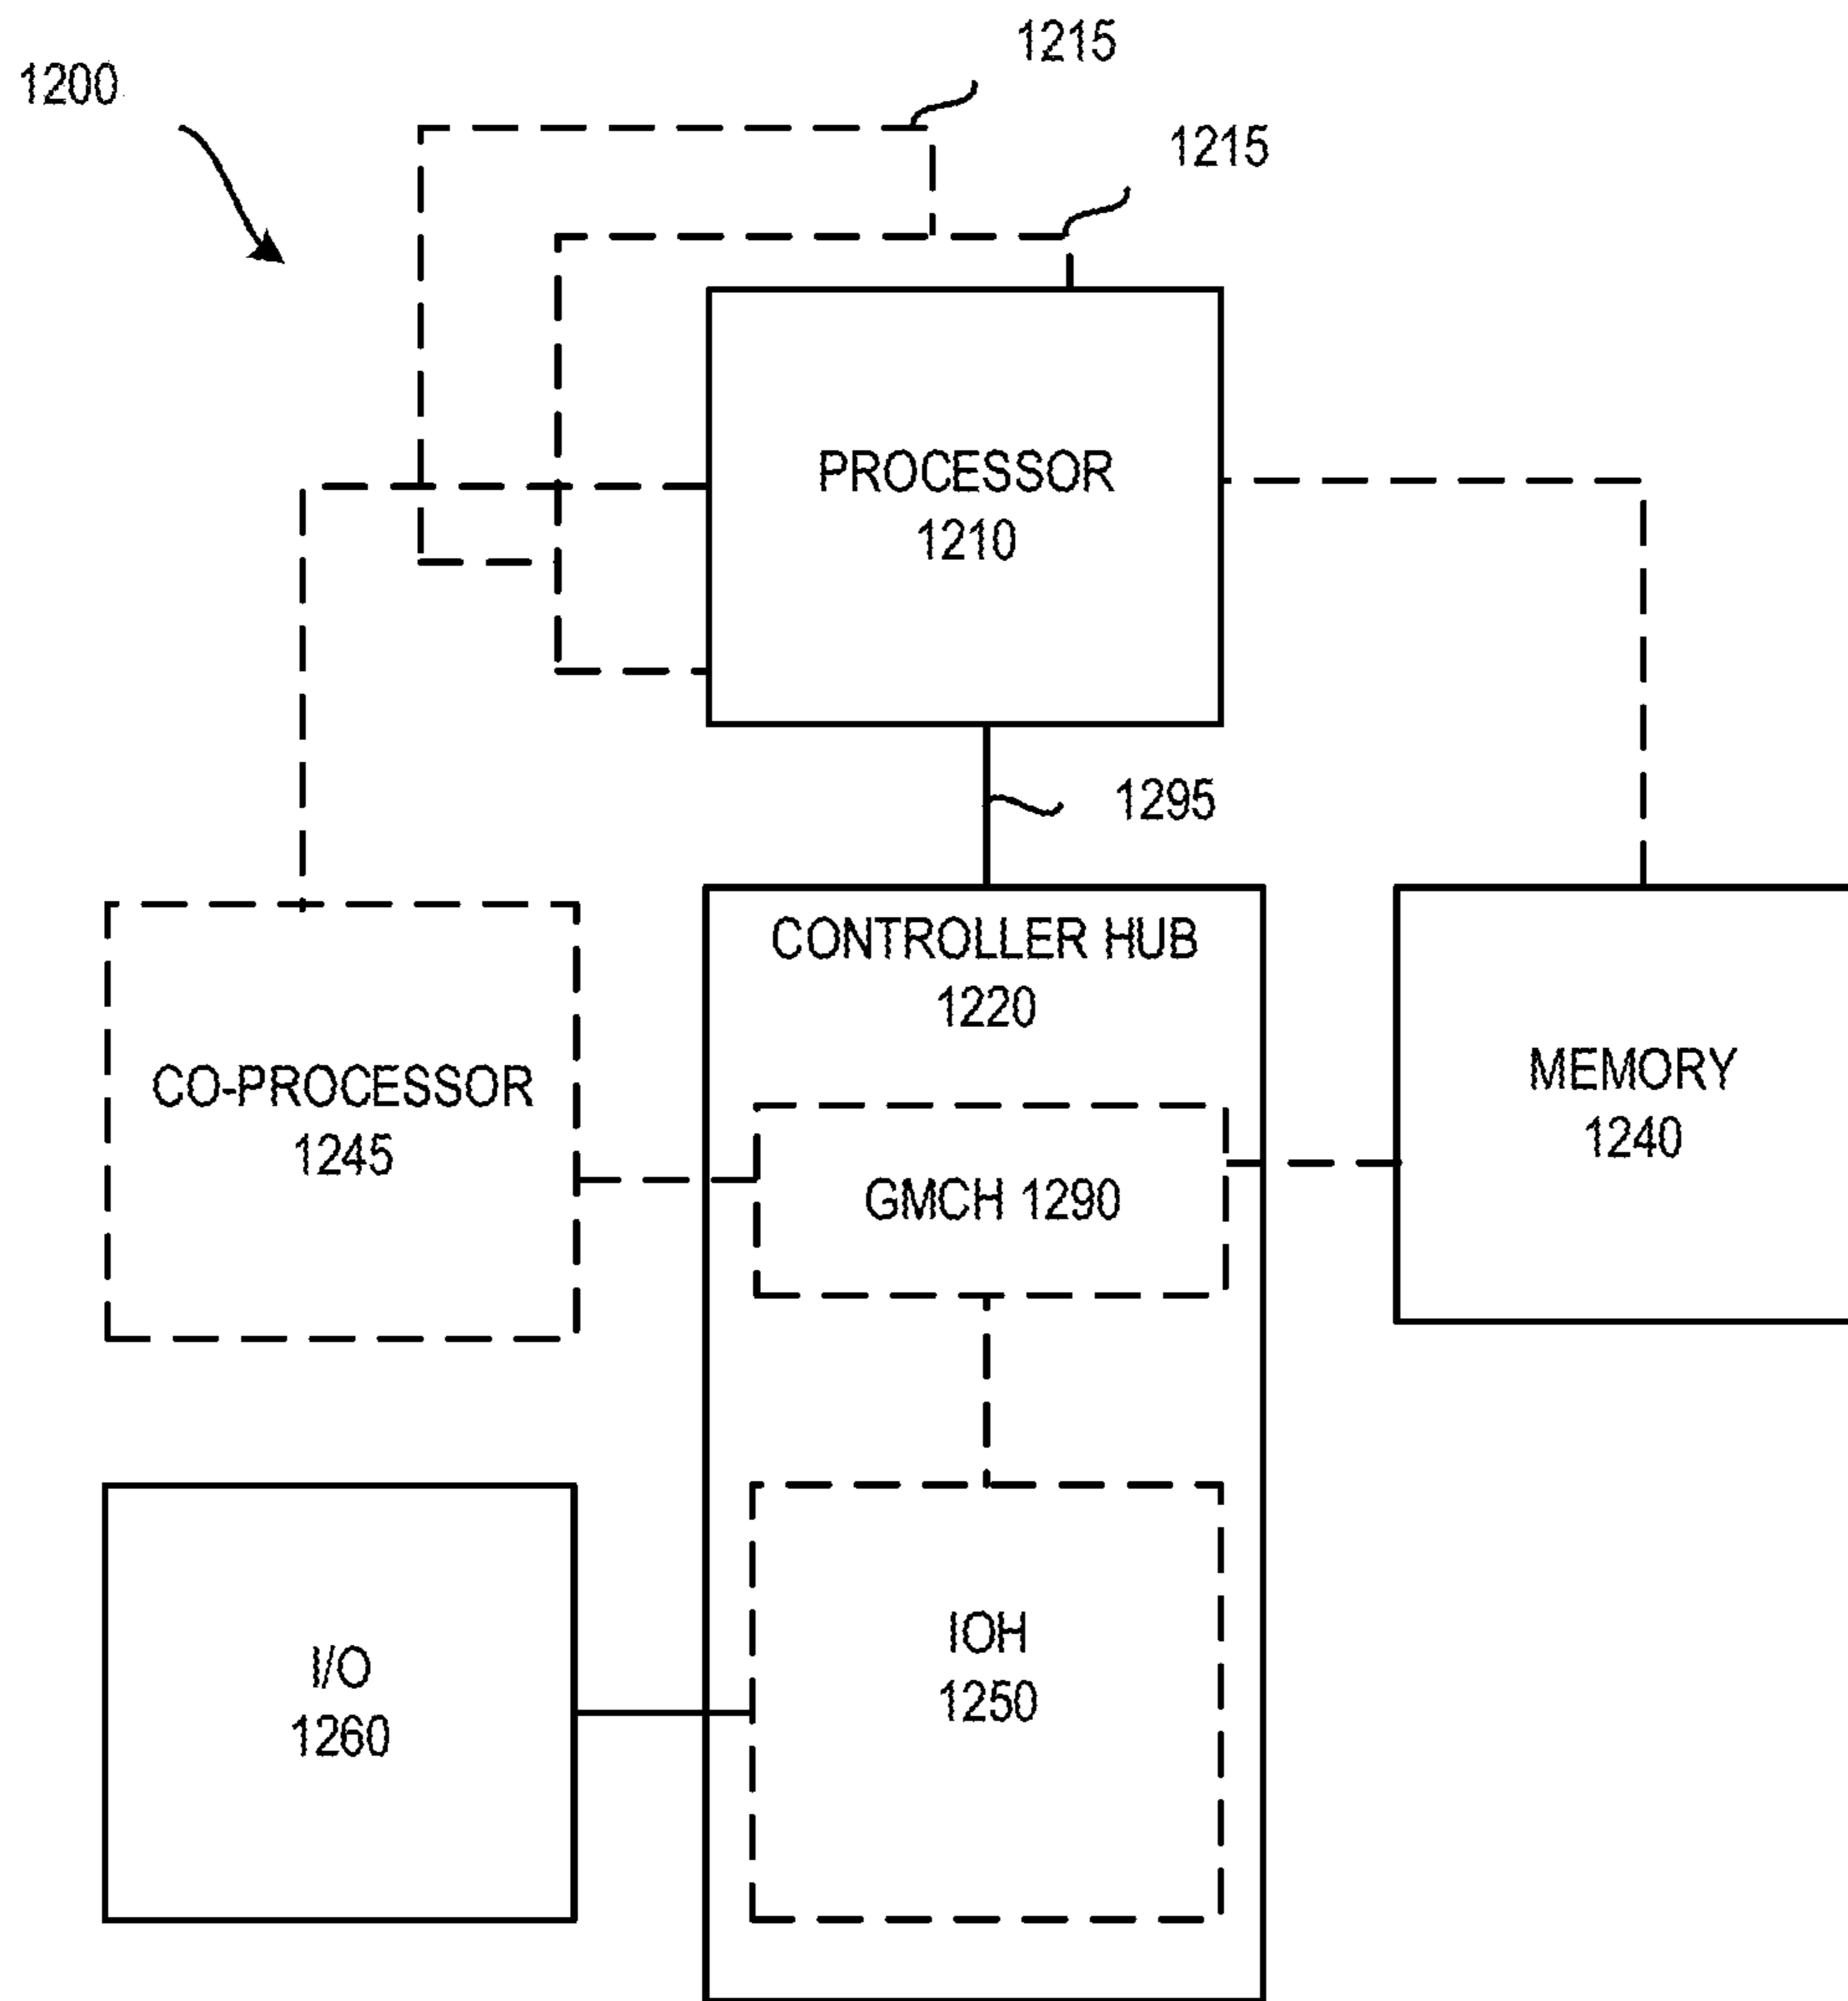 1215
1200
1215
PROCESSOR
1210
1295
CONTROLLER HUB
1220
CO-PROCESSOR
1245
MEMORY
1240
GMCH 1290
IOH
1250
I/O
1260